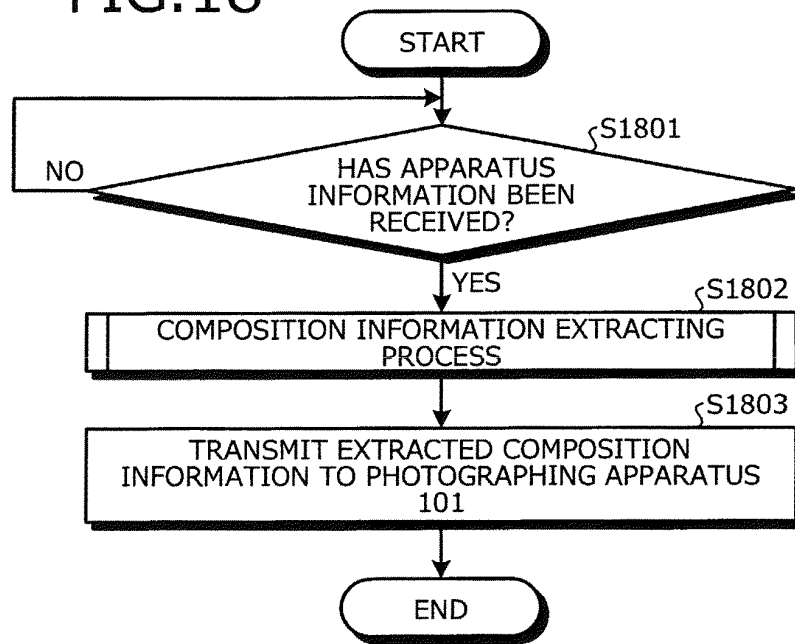 FIG.18
START
S1801
NO
HAS APPARATUS
INFORMATION BEEN
RECEIVED?
YES
S1802
COMPOSITION INFORMATION EXTRACTING
PROCESS
S1803
TRANSMIT EXTRACTED COMPOSITION
INFORMATION TO PHOTOGRAPHING APPARATUS
101
END